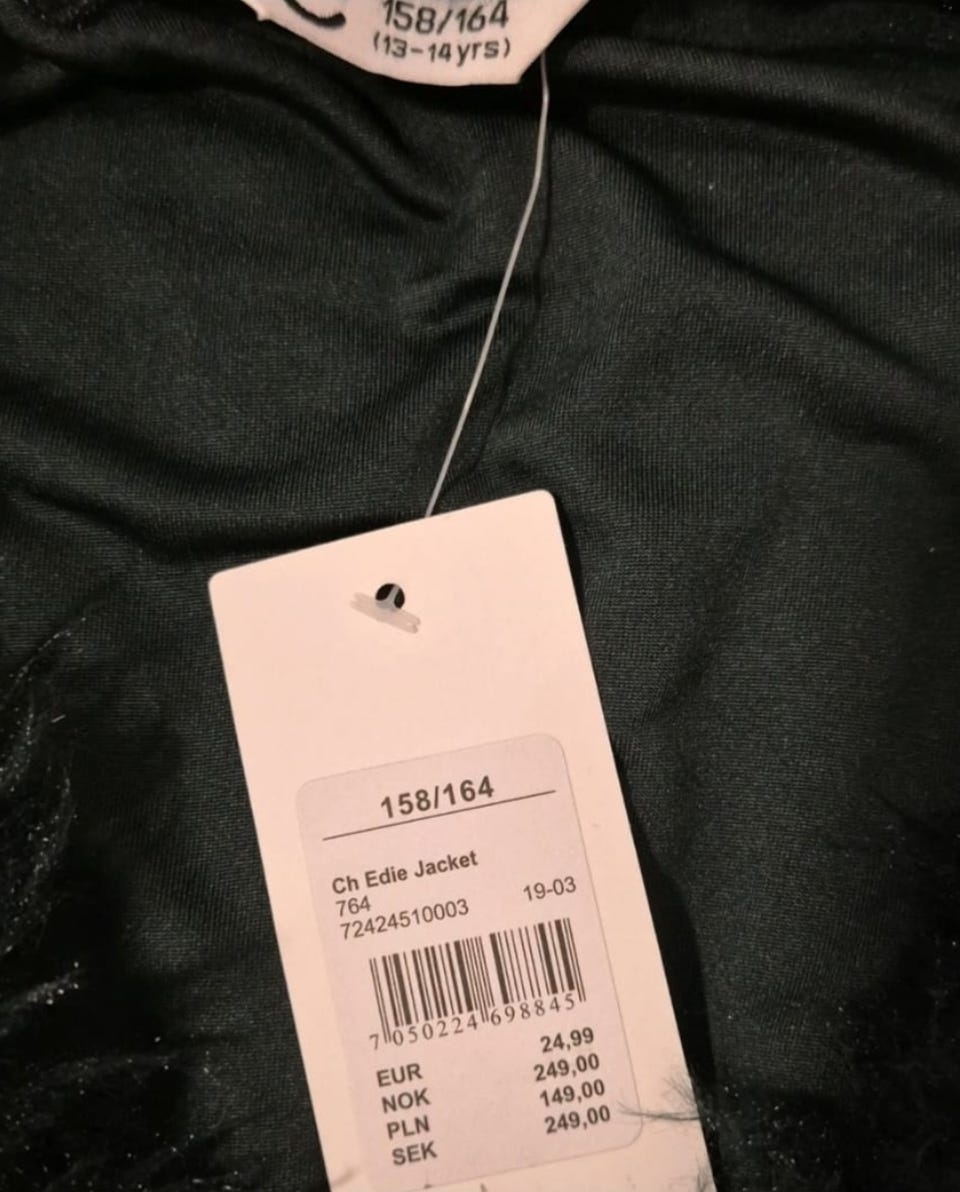 158/164
(13-14yrs)
158/164
Ch Edie Jacket
764
72424510003 19-03
7 050224 698845
EUR 24,99
NOK 249,00
PLN 149,00
SEK 249,00